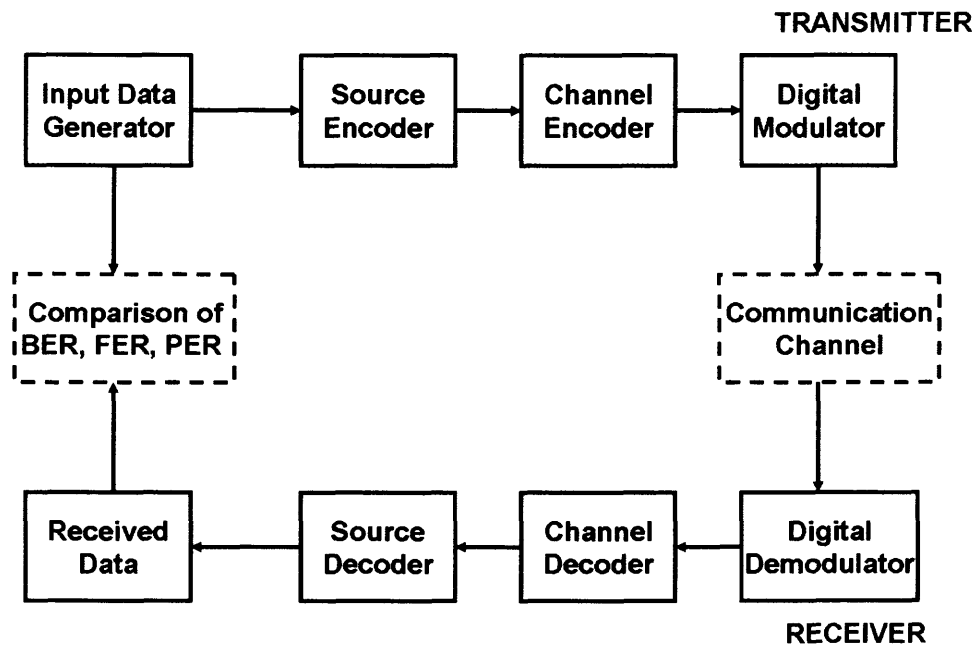 TRANSMITTER
Input Data
Generator
Source
Encoder
Channel
Encoder
Digital
Modulator
Comparison of
BER, FER, PER
Communication
Channel
Received
Data
Source
Decoder
Channel
Decoder
Digital
Demodulator
RECEIVER